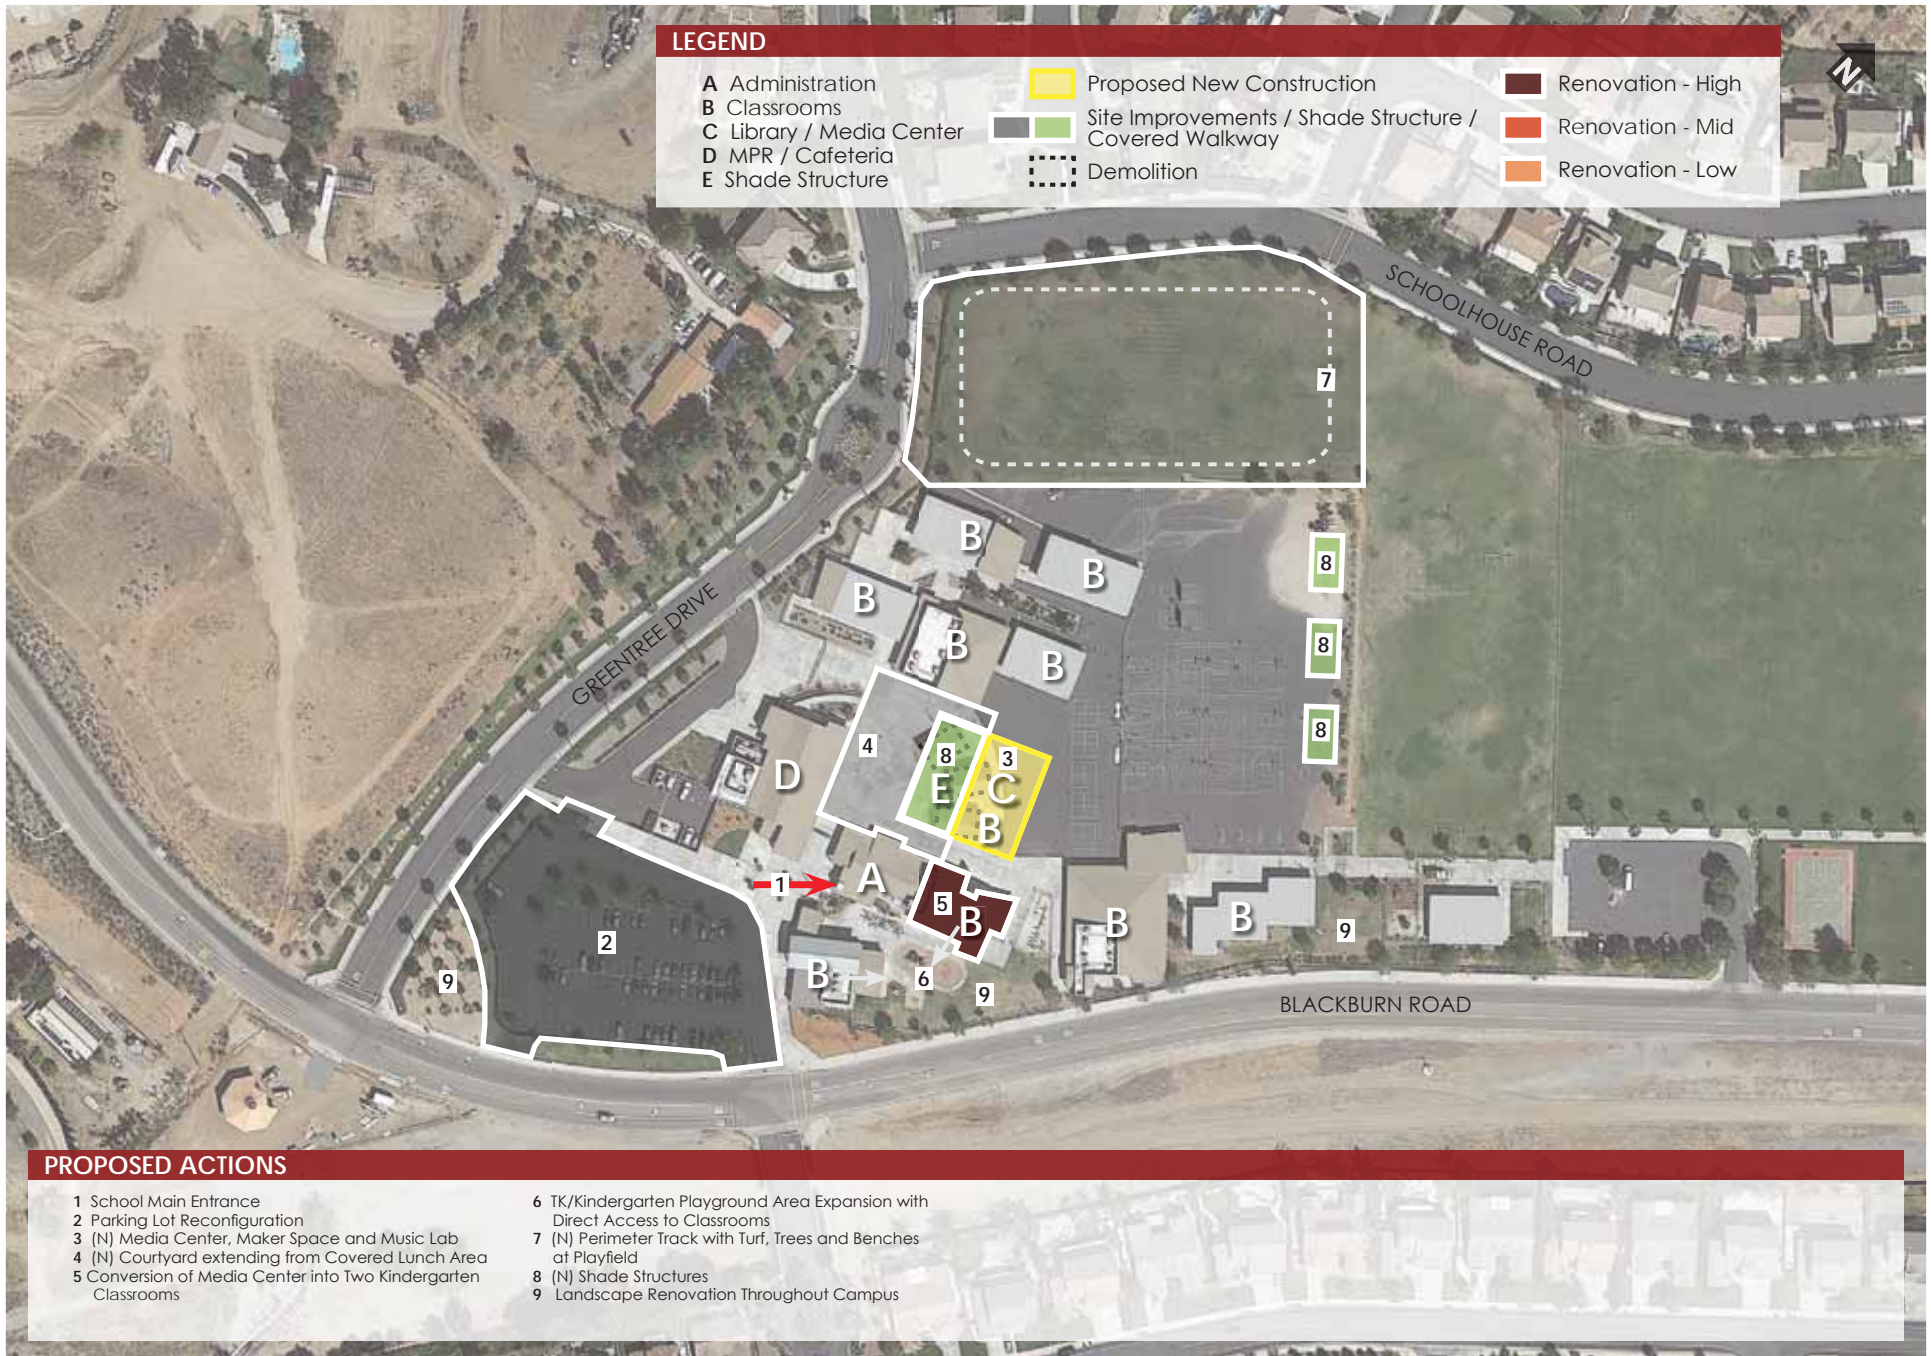 LEGEND
A Administration
B Classrooms
C Library / Media Center
D MPR / Cafeteria
E Shade Structure
Proposed New Construction
Site Improvements / Shade Structure /
Covered Walkway
Demolition
Renovation - High
Renovation - Mid
Renovation - Low
N
SCHOOLHOUSE ROAD
7
B
B
8
B
GREENTREE DRIVE
B
B
8
4
8
3
8
D
E
C
B
1
A
5
B
B
B
2
9
B
6
9
9
BLACKBURN ROAD
PROPOSED ACTIONS
1 School Main Entrance
2 Parking Lot Reconfiguration
3 (N) Media Center, Maker Space and Music Lab
4 (N) Courtyard extending from Covered Lunch Area
5 Conversion of Media Center into Two Kindergarten
Classrooms
6 TK/Kindergarten Playground Area Expansion with
Direct Access to Classrooms
7 (N) Perimeter Track with Turf, Trees and Benches
at Playfield
8 (N) Shade Structures
9 Landscape Renovation Throughout Campus